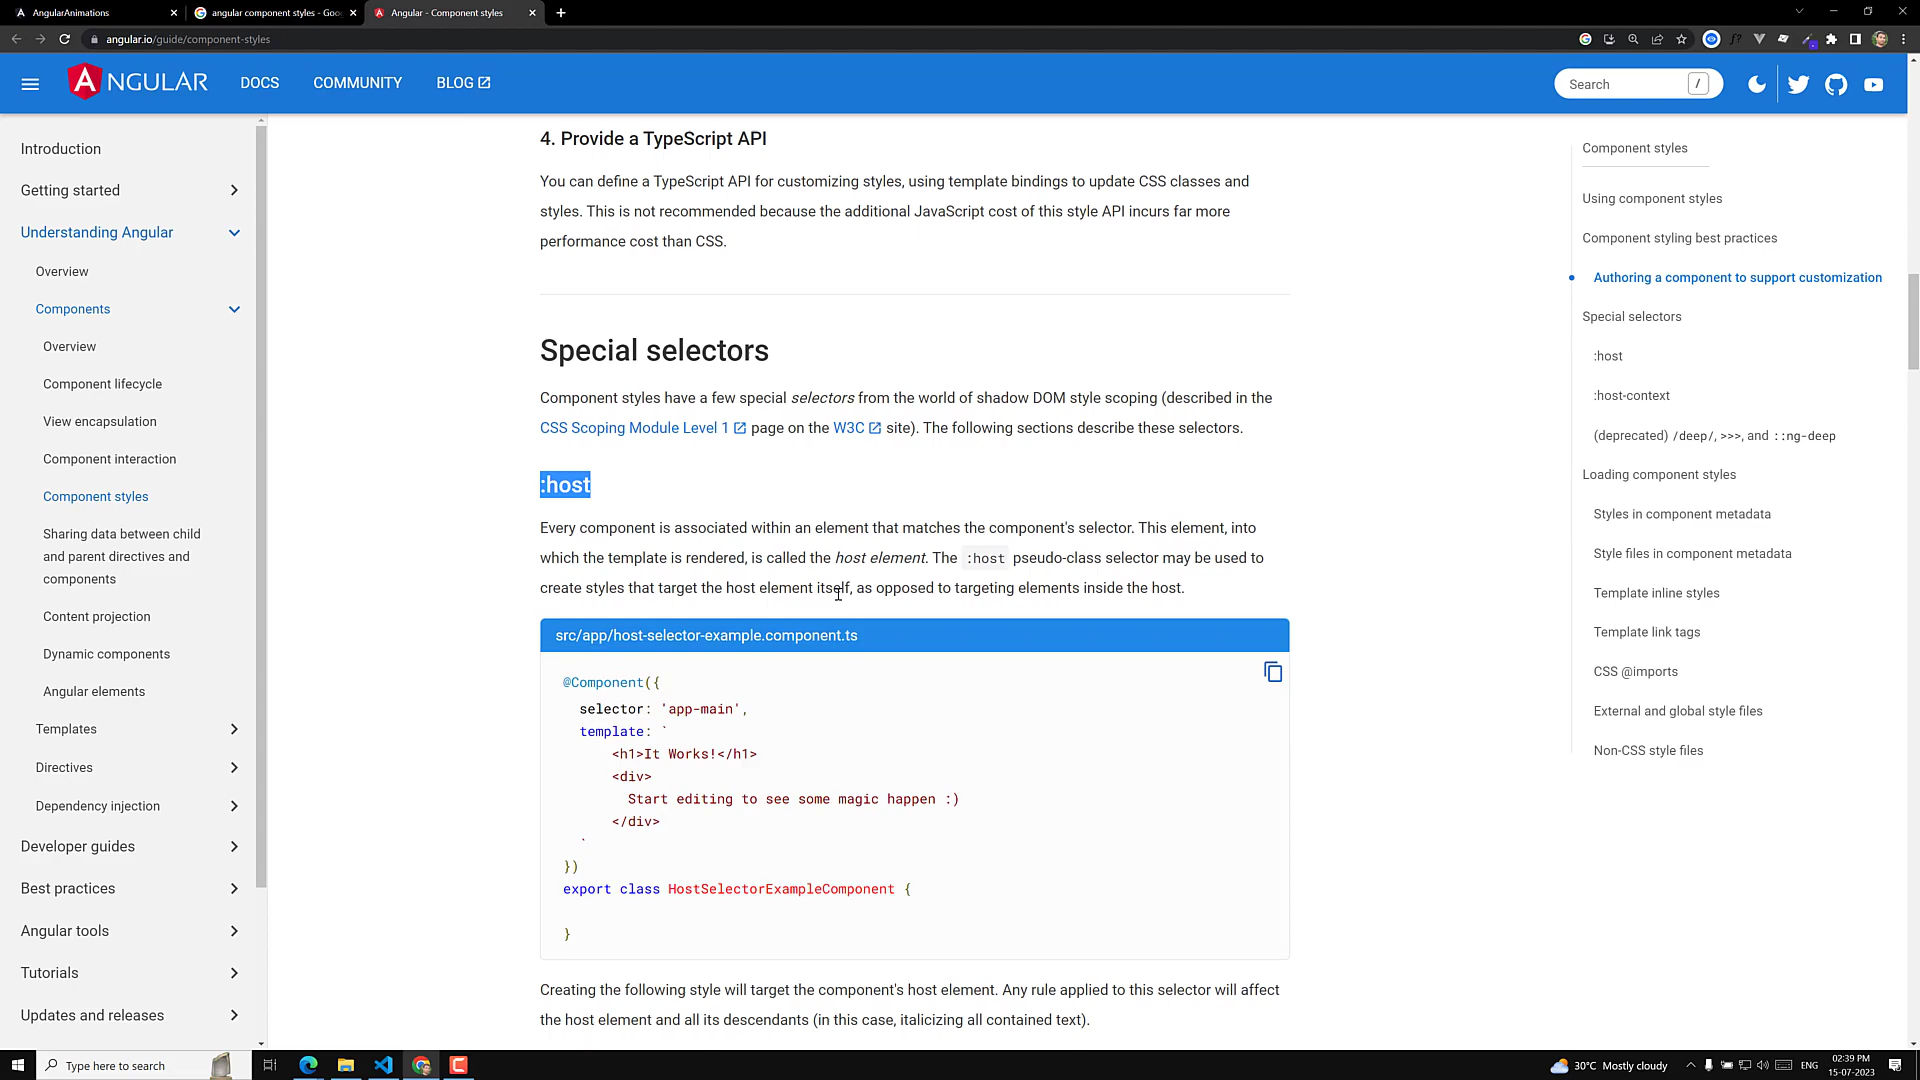 AngularAnimations
angular component styles - Goo
Angular - Component styles
angular.io/guide/component-styles
ANGULAR
DOCS
COMMUNITY
BLOG
Search
/
Introduction
Getting started
Understanding Angular
Overview
Components
Overview
Component lifecycle
View encapsulation
Component interaction
Component styles
Sharing data between child
and parent directives and
components
Content projection
Dynamic components
Angular elements
Templates
Directives
Dependency injection
Developer guides
Best practices
Angular tools
Tutorials
Updates and releases
4. Provide a TypeScript API
You can define a TypeScript API for customizing styles, using template bindings to update CSS classes and
styles. This is not recommended because the additional JavaScript cost of this style API incurs far more
performance cost than CSS.
Special selectors
Component styles have a few special selectors from the world of shadow DOM style scoping (described in the
CSS Scoping Module Level 1 page on the W3C site). The following sections describe these selectors.
:host
Every component is associated within an element that matches the component's selector. This element, into
which the template is rendered, is called the host element. The :host pseudo-class selector may be used to
create styles that target the host element itself, as opposed to targeting elements inside the host.
src/app/host-selector-example.component.ts
@Component({
selector: 'app-main',
template: `
<h1>It Works!</h1>
<div>
Start editing to see some magic happen :)
</div>
`
})
export class HostSelectorExampleComponent {
}
Creating the following style will target the component's host element. Any rule applied to this selector will affect
the host element and all its descendants (in this case, italicizing all contained text).
Component styles
Using component styles
Component styling best practices
Authoring a component to support customization
Special selectors
:host
:host-context
(deprecated) /deep/, >>>, and ::ng-deep
Loading component styles
Styles in component metadata
Style files in component metadata
Template inline styles
Template link tags
CSS @imports
External and global style files
Non-CSS style files
Type here to search
30°C Mostly cloudy
ENG
02:39 PM
15-07-2023